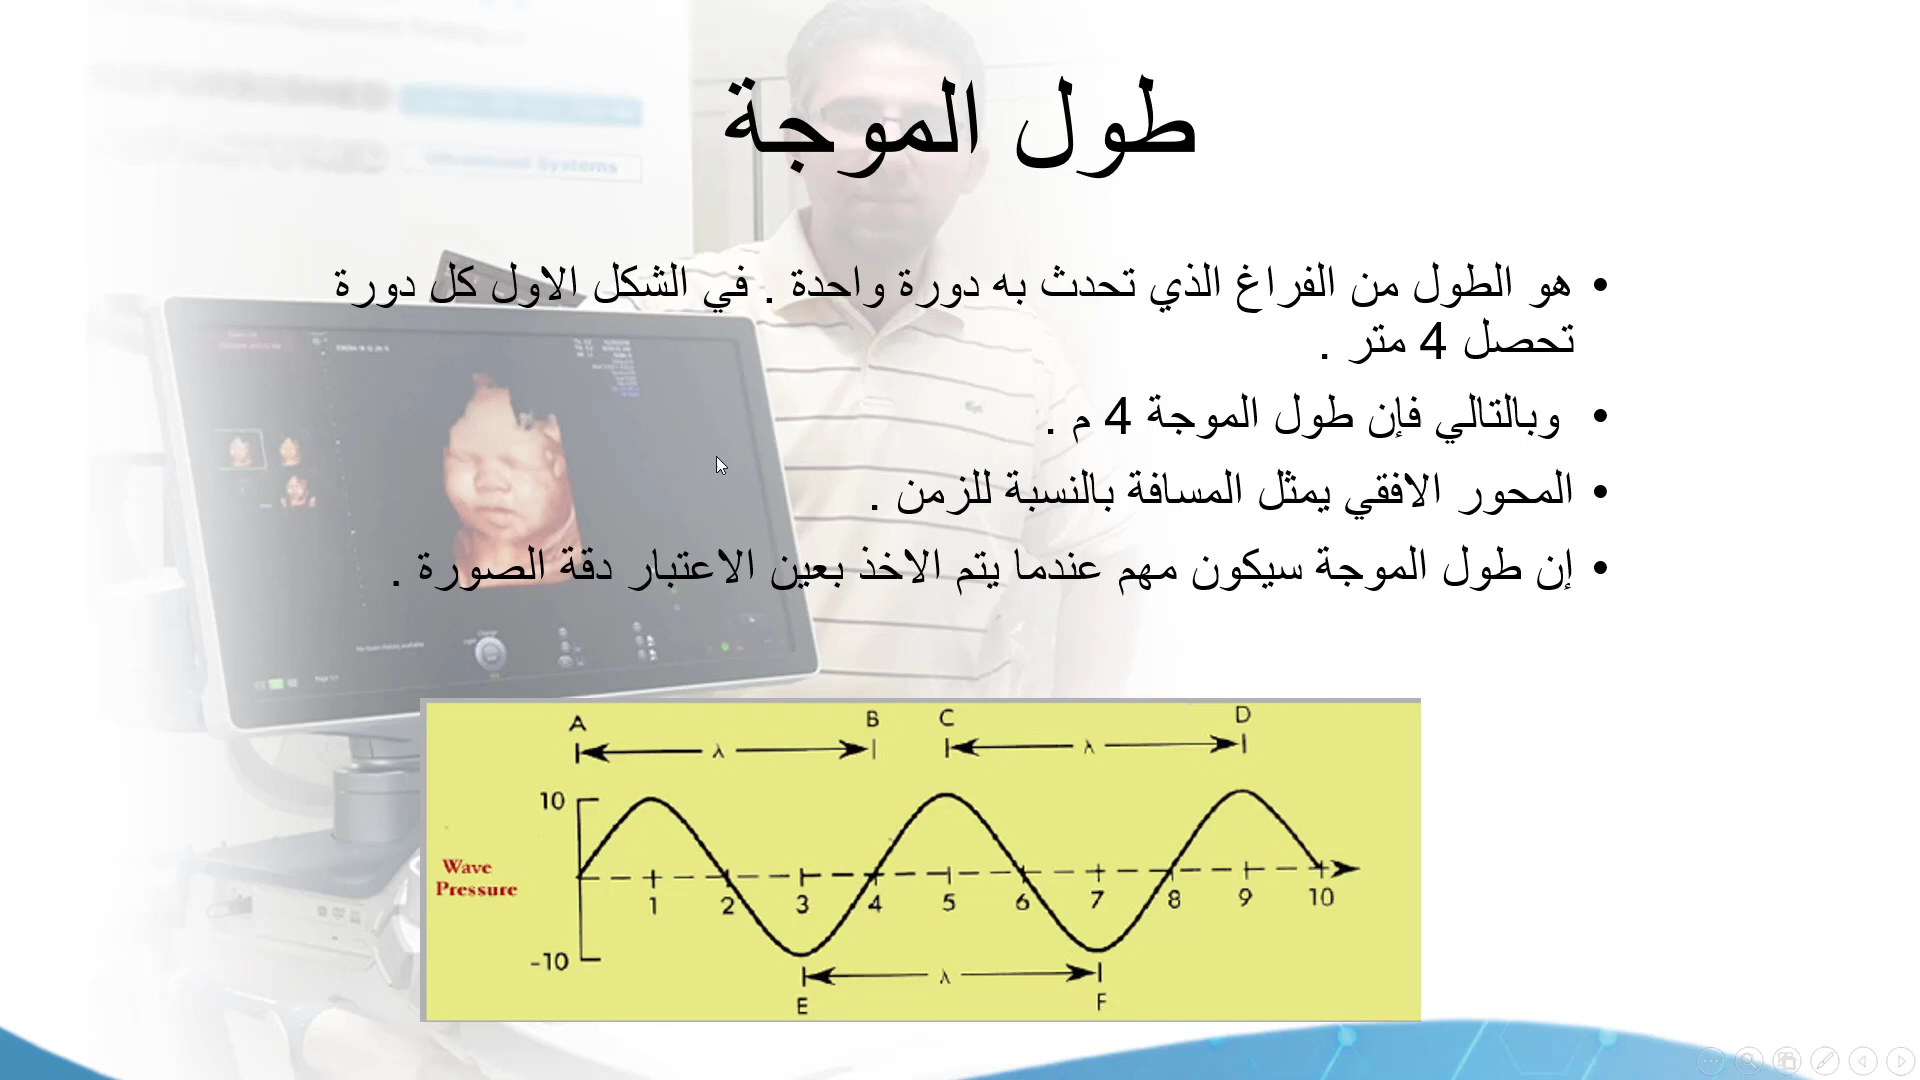 طول الموجة
• هو الطول من الفراغ الذي تحدث به دورة واحدة . في الشكل الاول كل دورة
تحصل 4 متر .
• وبالتالي فإن طول الموجة 4 م .
• المحور الافقي يمثل المسافة بالنسبة للزمن .
• إن طول الموجة سيكون مهم عندما يتم الاخذ بعين الاعتبار دقة الصورة .
A B C D
λ λ
10
Wave
Pressure
1 2 3 4 5 6 7 8 9 10
-10
λ
E F
Ultrasound Systems